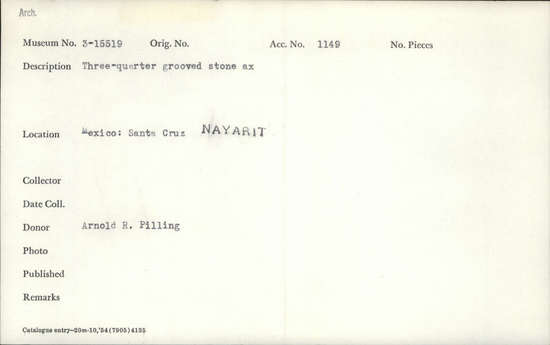 Arch.
Museum No. 3-15519 Orig. No. Acc. No. 1149 No. Pieces
Description Three-quarter grooved stone ax
Location Mexico: Santa Cruz NAYARIT
Collector
Date Coll.
Donor Arnold R. Pilling
Photo
Published
Remarks
Catalogue entry—20m-10,'54(7905)4135